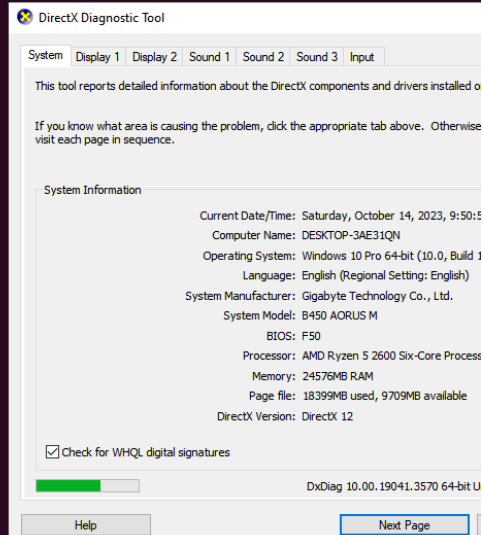 DirectX Diagnostic Tool
System Display 1 Display 2 Sound 1 Sound 2 Sound 3 Input
This tool reports detailed information about the DirectX components and drivers installed
If you know what area is causing the problem, click the appropriate tab above. Otherwise
visit each page in sequence.
System Information
Current Date/Time: Saturday, October 14, 2023, 9:50:
Computer Name: DESKTOP-3AE31QN
Operating System: Windows 10 Pro 64-bit (10.0, Build 1
Language: English (Regional Setting: English)
System Manufacturer: Gigabyte Technology Co., Ltd.
System Model: B450 AORUS M
BIOS: F50
Processor: AMD Ryzen 5 2600 Six-Core Process
Memory: 24576MB RAM
Page file: 18399MB used, 9709MB available
DirectX Version: DirectX 12
Check for WHQL digital signatures
DxDiag 10.00.19041.3570 64-bit U
Help Next Page